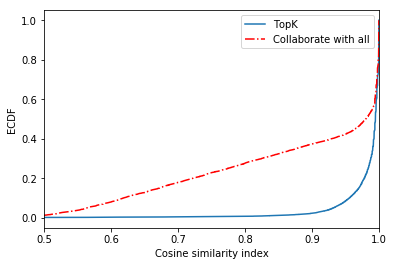 TopK
Collaborate with all
1.0
0.8
0.6
0.4
0.2
0.0
ECDF
0.5 0.6 0.7 0.8 0.9 1.0
Cosine similarity index